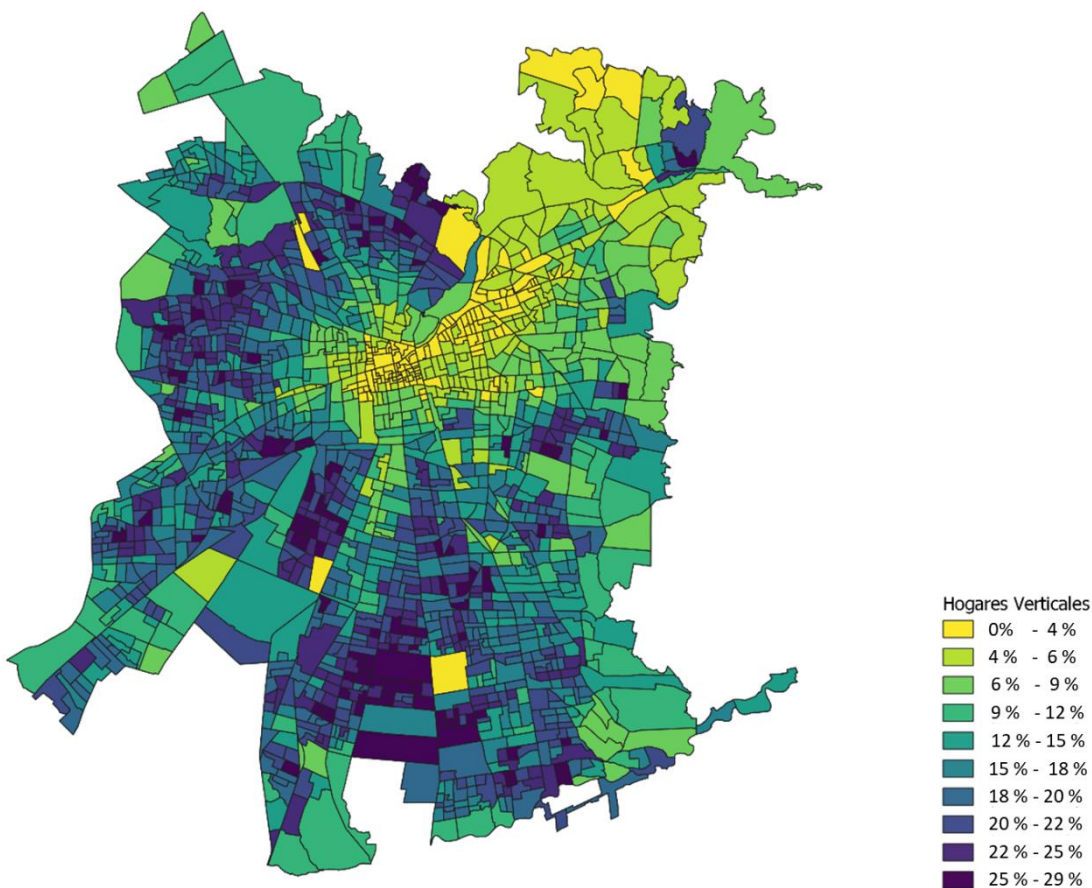 Hogares Verticales
0% - 4 %
4 % - 6 %
6 % - 9 %
9 % - 12 %
12 % - 15 %
15 % - 18 %
18 % - 20 %
20 % - 22 %
22 % - 25 %
25 % - 29 %